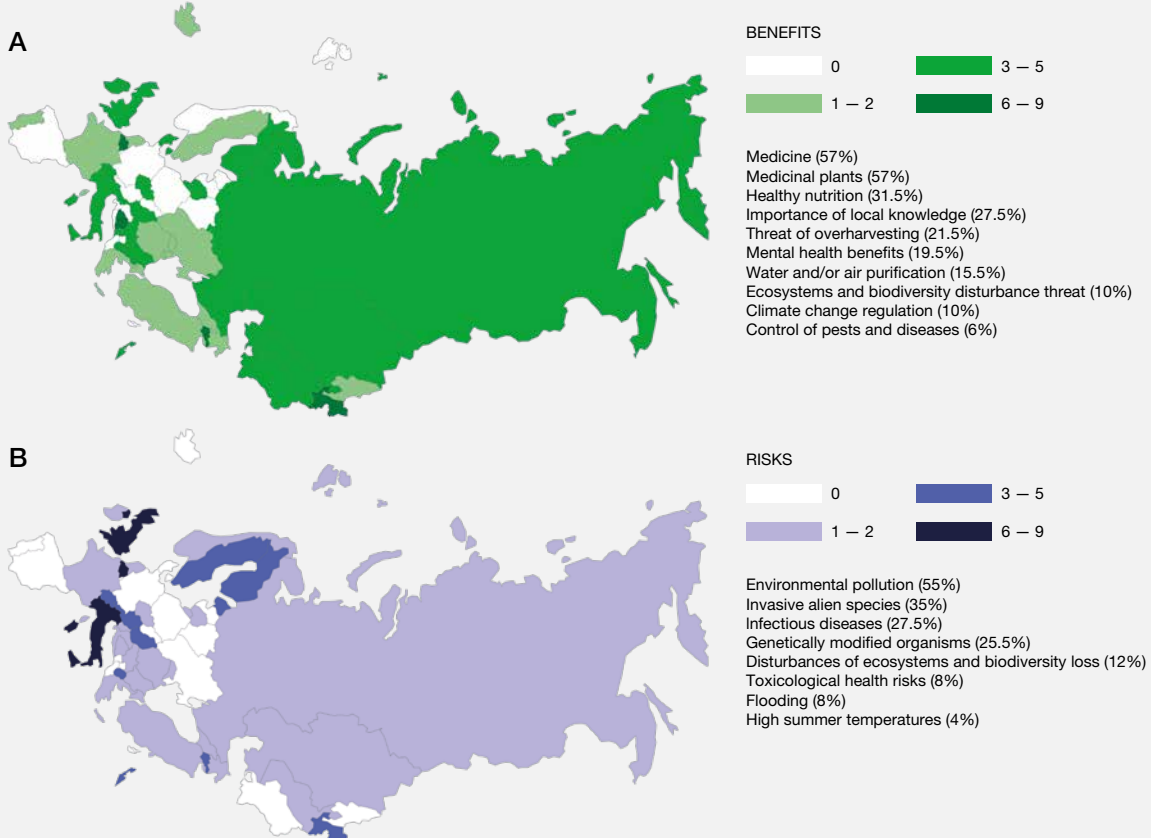 A
BENEFITS
0
3 — 5
1 — 2
6 — 9
Medicine (57%)
Medicinal plants (57%)
Healthy nutrition (31.5%)
Importance of local knowledge (27.5%)
Threat of overharvesting (21.5%)
Mental health benefits (19.5%)
Water and/or air purification (15.5%)
Ecosystems and biodiversity disturbance threat (10%)
Climate change regulation (10%)
Control of pests and diseases (6%)
B
RISKS
0
3 — 5
1 — 2
6 — 9
Environmental pollution (55%)
Invasive alien species (35%)
Infectious diseases (27.5%)
Genetically modified organisms (25.5%)
Disturbances of ecosystems and biodiversity loss (12%)
Toxicological health risks (8%)
Flooding (8%)
High summer temperatures (4%)